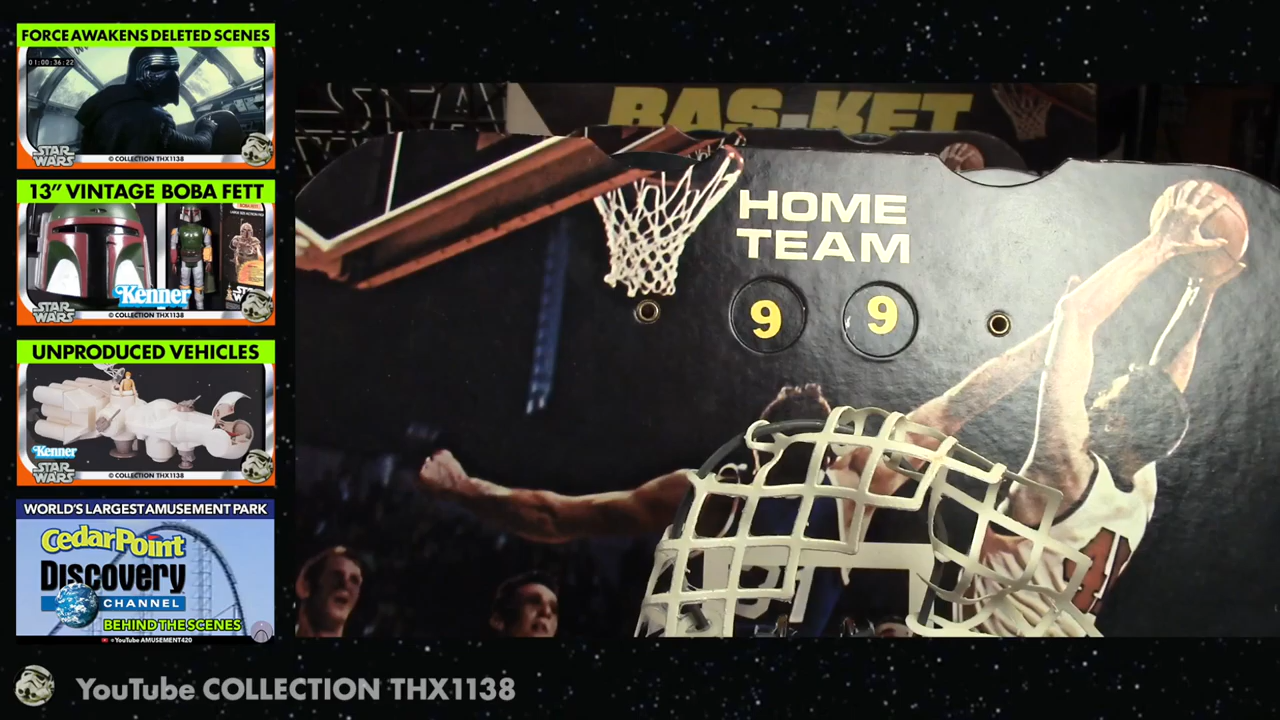 FORCE AWAKENS DELETED SCENES
01:00:36:22
STAR
WARS
© COLLECTION THX1138
13" VINTAGE BOBA FETT
Kenner
STAR
WARS
© COLLECTION THX1138
UNPRODUCED VEHICLES
Kenner
STAR
WARS
© COLLECTION THX1138
WORLD'S LARGEST AMUSEMENT PARK
CedarPoint
Discovery
CHANNEL
BEHIND THE SCENES
YouTube AMUSEMENT420
BAS-KET
HOME
TEAM
9 9
YouTube COLLECTION THX1138